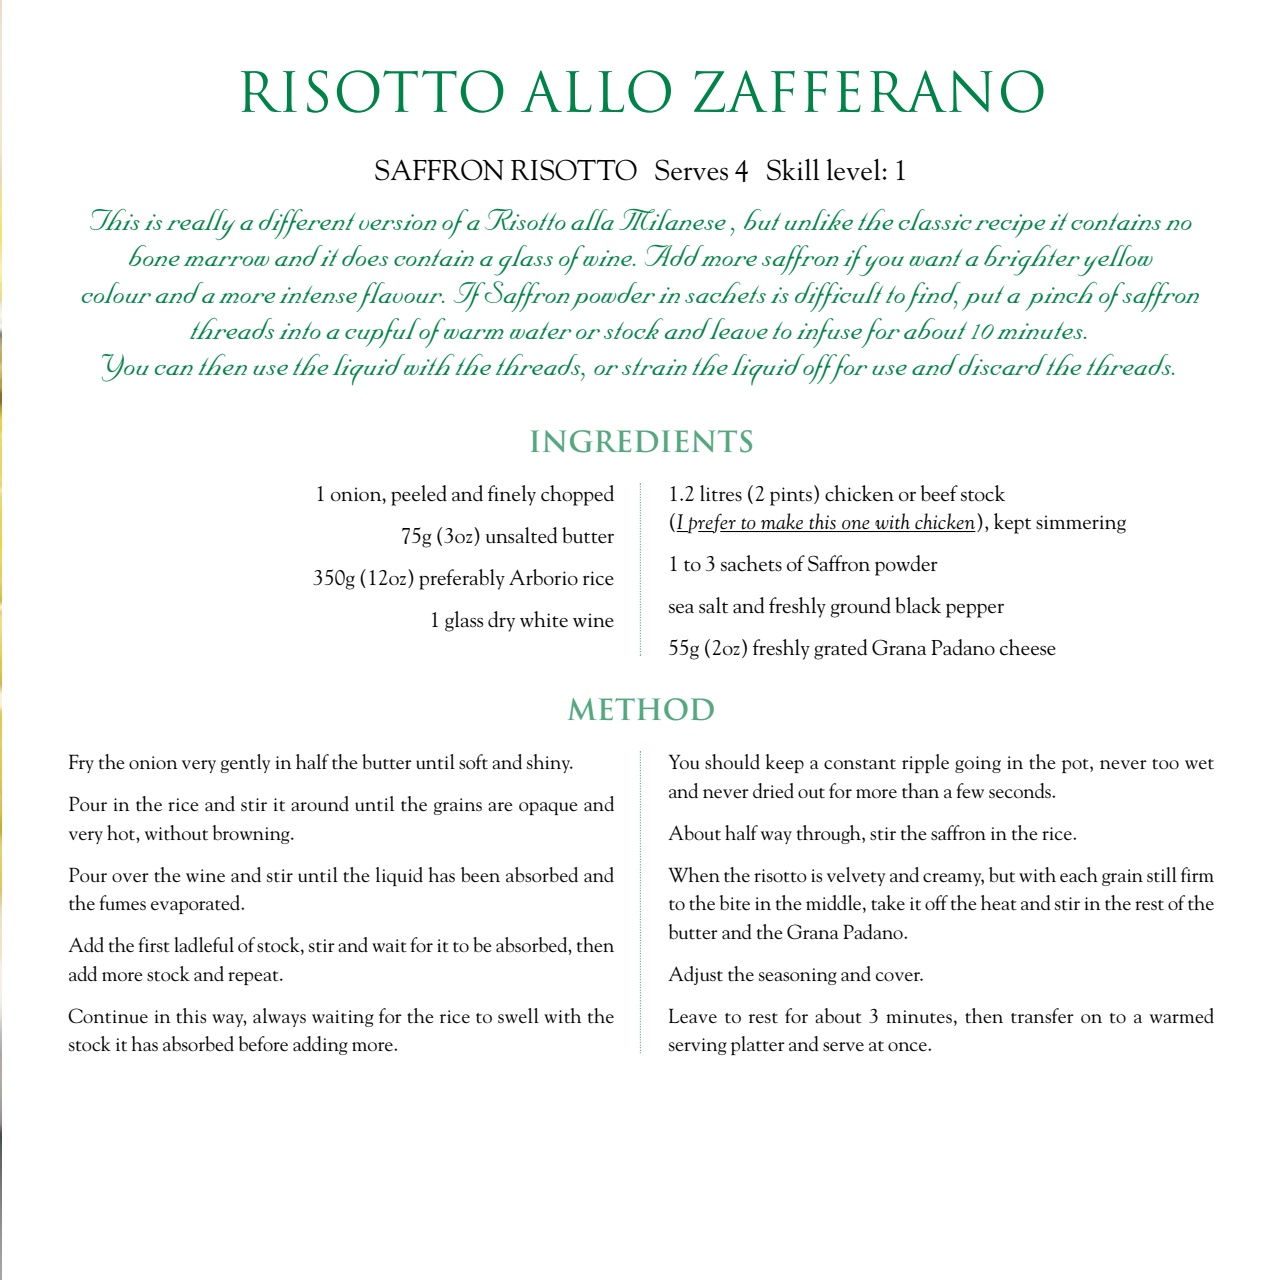 RISOTTO ALLO ZAFFERANO
SAFFRON RISOTTO Serves 4 Skill level: 1
This is really a different version of a Risotto alla Milanese , but unlike the classic recipe it contains no
bone marrow and it does contain a glass of wine. Add more saffron if you want a brighter yellow
colour and a more intense flavour. If Saffron powder in sachets is difficult to find, put a pinch of saffron
threads into a cupful of warm water or stock and leave to infuse for about 10 minutes.
You can then use the liquid with the threads, or strain the liquid off for use and discard the threads.
INGREDIENTS
1 onion, peeled and finely chopped
75g (3oz) unsalted butter
350g (12oz) preferably Arborio rice
1 glass dry white wine
1.2 litres (2 pints) chicken or beef stock
(I prefer to make this one with chicken), kept simmering
1 to 3 sachets of Saffron powder
sea salt and freshly ground black pepper
55g (2oz) freshly grated Grana Padano cheese
METHOD
Fry the onion very gently in half the butter until soft and shiny.
Pour in the rice and stir it around until the grains are opaque and
very hot, without browning.
Pour over the wine and stir until the liquid has been absorbed and
the fumes evaporated.
Add the first ladleful of stock, stir and wait for it to be absorbed, then
add more stock and repeat.
Continue in this way, always waiting for the rice to swell with the
stock it has absorbed before adding more.
You should keep a constant ripple going in the pot, never too wet
and never dried out for more than a few seconds.
About half way through, stir the saffron in the rice.
When the risotto is velvety and creamy, but with each grain still firm
to the bite in the middle, take it off the heat and stir in the rest of the
butter and the Grana Padano.
Adjust the seasoning and cover.
Leave to rest for about 3 minutes, then transfer on to a warmed
serving platter and serve at once.